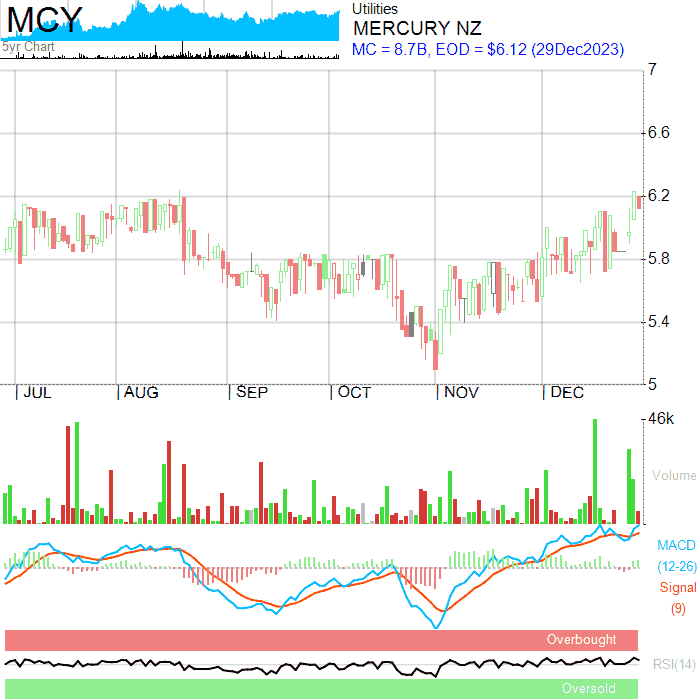 MCY
5yr Chart
Utilities
MERCURY NZ
MC = 8.7B, EOD = $6.12 (29Dec2023)
7
6.6
6.2
5.8
5.4
5
JUL AUG SEP OCT NOV DEC
46k
Volume
MACD
(12-26)
Signal
(9)
Overbought
RSI(14)
Oversold